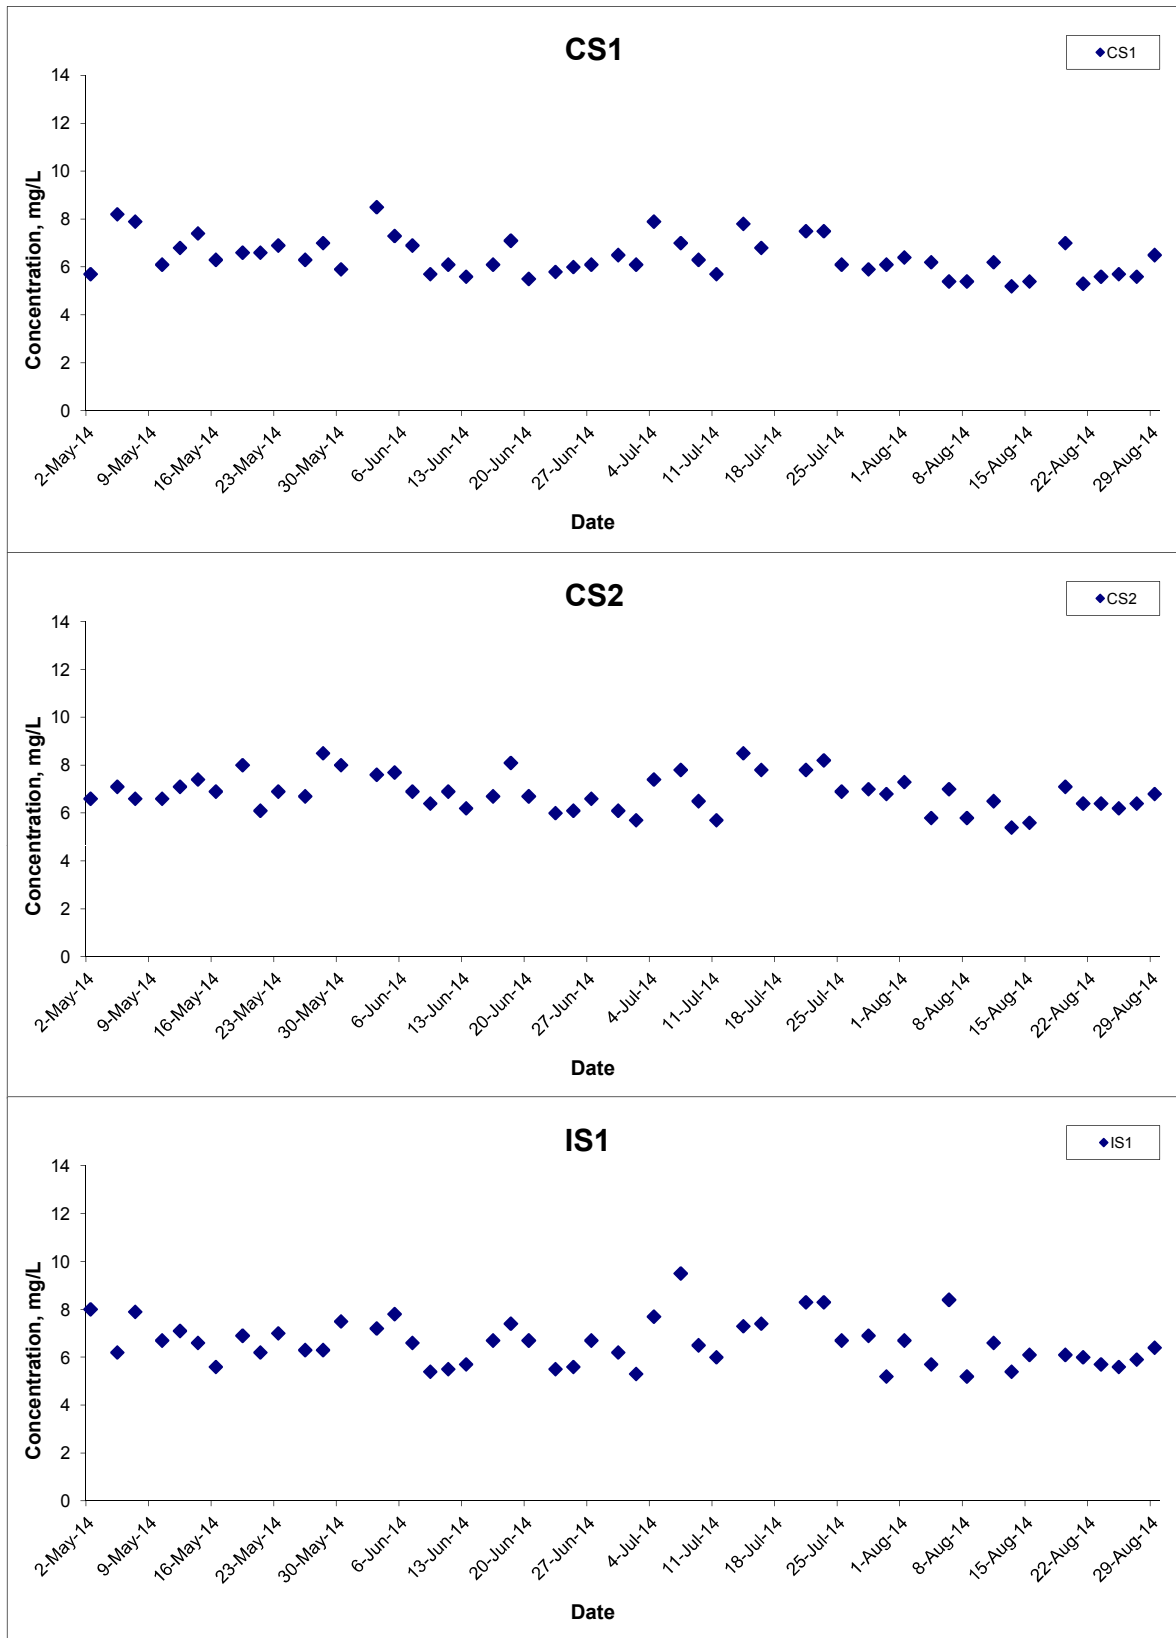 CS1
CS1
Concentration, mg/L
14
12
10
8
6
4
2
0
2-May-14
9-May-14
16-May-14
23-May-14
30-May-14
6-Jun-14
13-Jun-14
20-Jun-14
27-Jun-14
4-Jul-14
11-Jul-14
18-Jul-14
25-Jul-14
1-Aug-14
8-Aug-14
15-Aug-14
22-Aug-14
29-Aug-14
Date
CS2
CS2
Concentration, mg/L
14
12
10
8
6
4
2
0
2-May-14
9-May-14
16-May-14
23-May-14
30-May-14
6-Jun-14
13-Jun-14
20-Jun-14
27-Jun-14
4-Jul-14
11-Jul-14
18-Jul-14
25-Jul-14
1-Aug-14
8-Aug-14
15-Aug-14
22-Aug-14
29-Aug-14
Date
IS1
IS1
Concentration, mg/L
14
12
10
8
6
4
2
0
2-May-14
9-May-14
16-May-14
23-May-14
30-May-14
6-Jun-14
13-Jun-14
20-Jun-14
27-Jun-14
4-Jul-14
11-Jul-14
18-Jul-14
25-Jul-14
1-Aug-14
8-Aug-14
15-Aug-14
22-Aug-14
29-Aug-14
Date